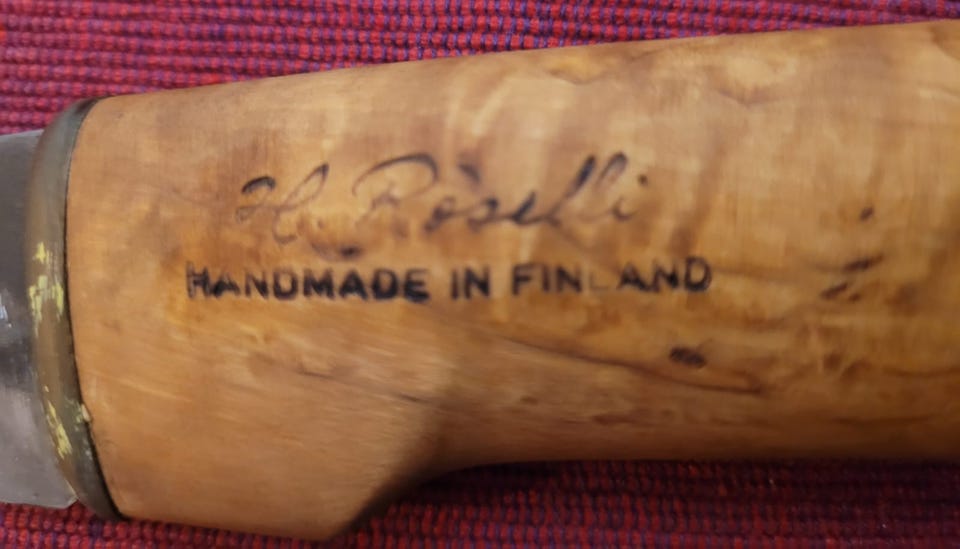 H. Roselli
HANDMADE IN FINLAND